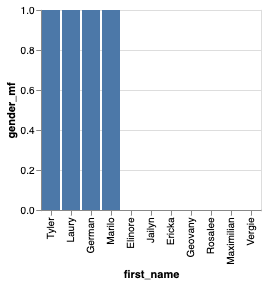 1.0
0.8
0.6
0.4
0.2
0.0
gender_mf
Tyler
Laury
German
Mariio
Elinore
Jailyn
Ericka
Geovany
Rosalee
Maximilian
Vergie
first_name